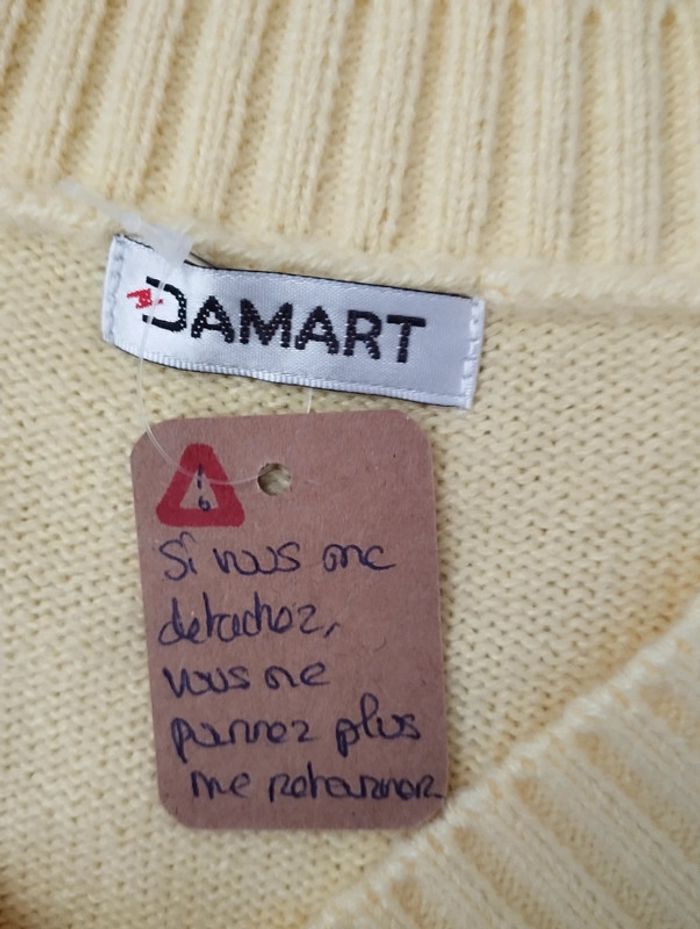 DAMART
Si vous me
detachez,
vous ne
pourrez plus
me retourner